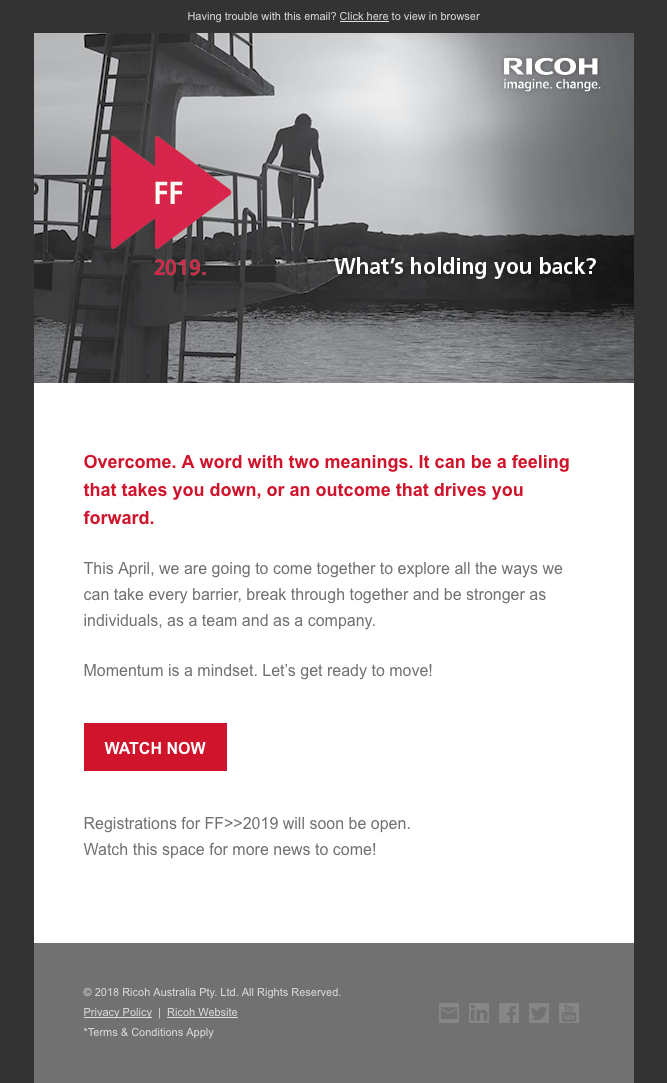 Having trouble with this email? Click here to view in browser
RICOH
imagine. change.
FF
2019.
What's holding you back?
Overcome. A word with two meanings. It can be a feeling
that takes you down, or an outcome that drives you
forward.
This April, we are going to come together to explore all the ways we
can take every barrier, break through together and be stronger as
individuals, as a team and as a company.
Momentum is a mindset. Let's get ready to move!
WATCH NOW
Registrations for FF>>2019 will soon be open.
Watch this space for more news to come!
© 2018 Ricoh Australia Pty. Ltd. All Rights Reserved.
Privacy Policy | Ricoh Website
*Terms & Conditions Apply
in
f
You
Tube